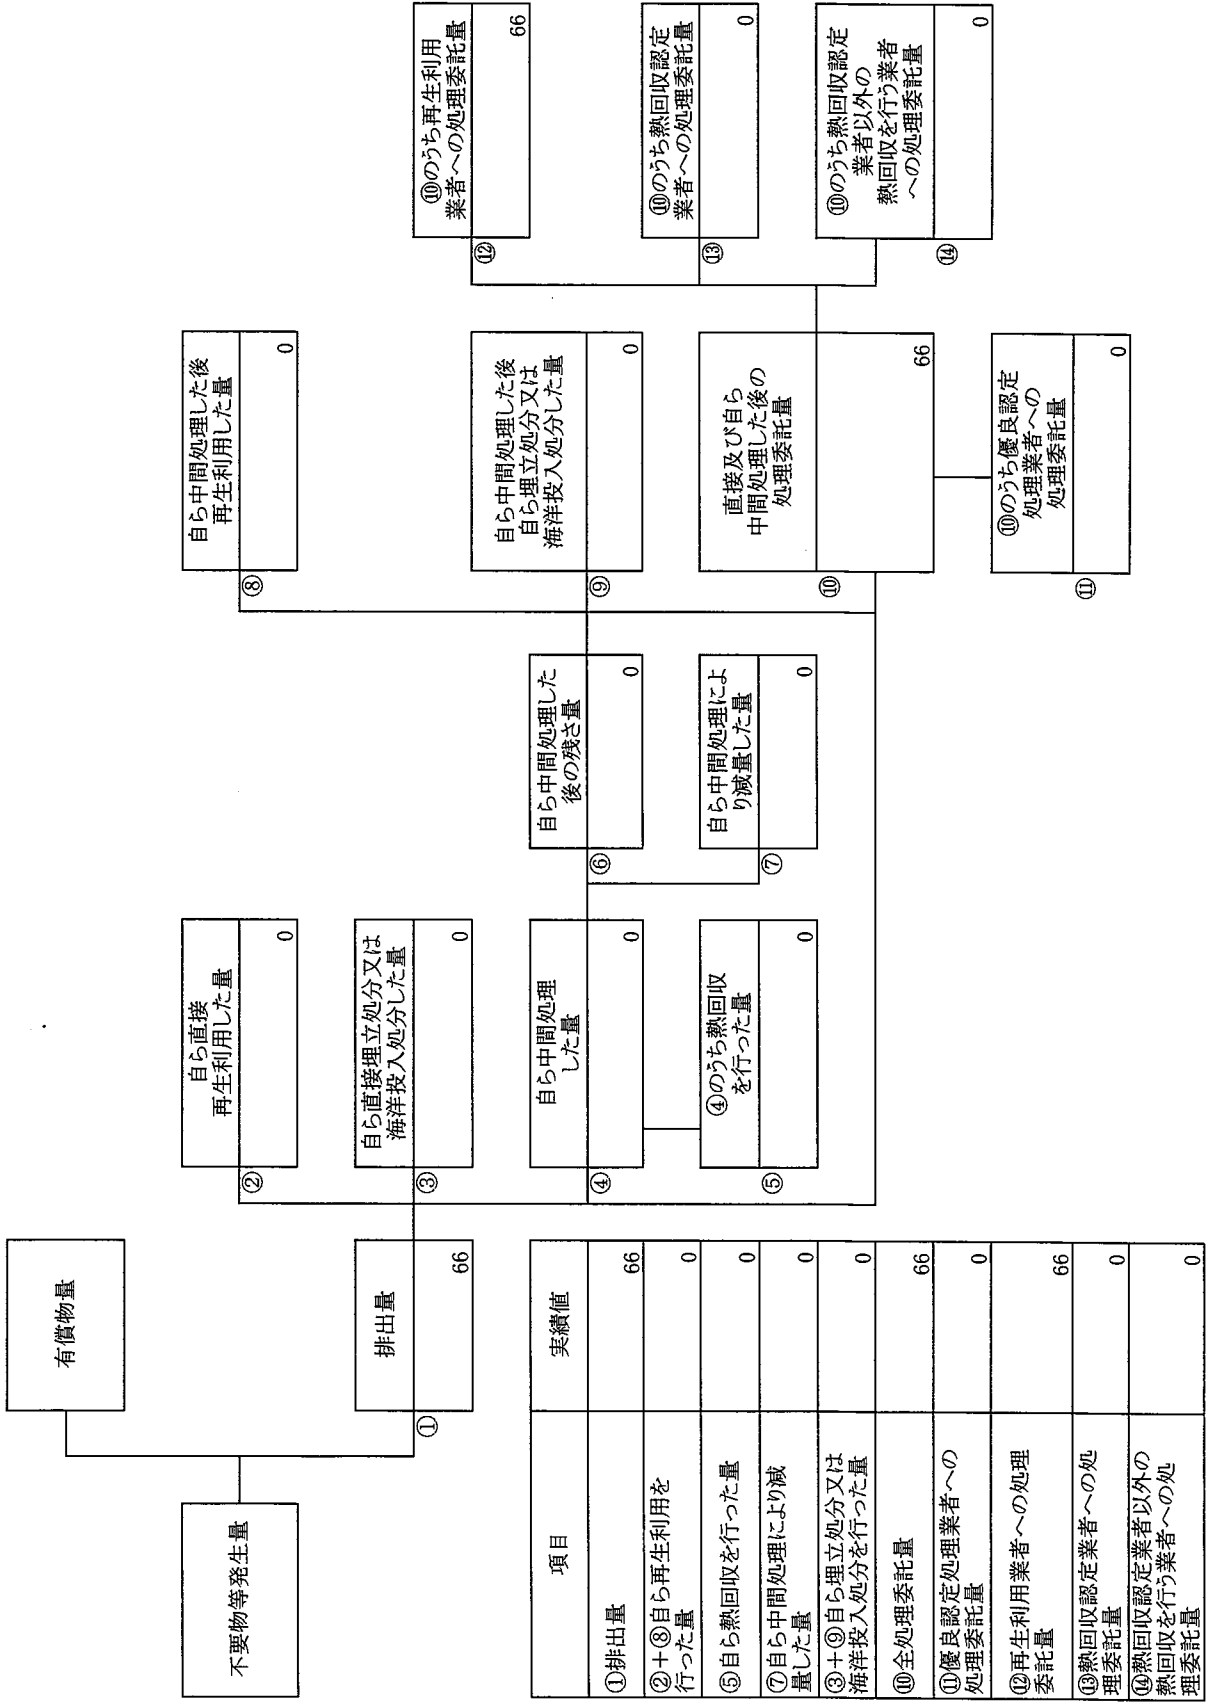 不要物等発生量
有償物量
①
排出量
66
②
自ら直接
再生利用した量
0
③
自ら直接埋立処分又は
海洋投入処分した量
0
④
自ら中間処理
した量
0
⑤
④のうち熱回収
を行った量
0
⑥
自ら中間処理した
後の残さ量
0
⑦
自ら中間処理によ
り減量した量
0
⑧
自ら中間処理した後
再生利用した量
0
⑨
自ら中間処理した後
自ら埋立処分又は
海洋投入処分した量
0
⑩
直接及び自ら
中間処理した後の
処理委託量
66
⑪
⑩のうち優良認定
処理業者への
処理委託量
0
⑫
⑩のうち再生利用
業者への処理委託量
66
⑬
⑩のうち熱回収認定
業者への処理委託量
0
⑭
⑩のうち熱回収認定
業者以外の
熱回収を行う業者
への処理委託量
0
項目 実績値
①排出量 66
②＋⑧自ら再生利用を
行った量 0
⑤自ら熱回収を行った量 0
⑦自ら中間処理により減
量した量 0
③＋⑨自ら埋立処分又は
海洋投入処分を行った量 0
⑩全処理委託量 66
⑪優良認定処理業者への
処理委託量 0
⑫再生利用業者への処理
委託量 66
⑬熱回収認定業者への処
理委託量 0
⑭熱回収認定業者以外の
熱回収を行う業者への処
理委託量 0